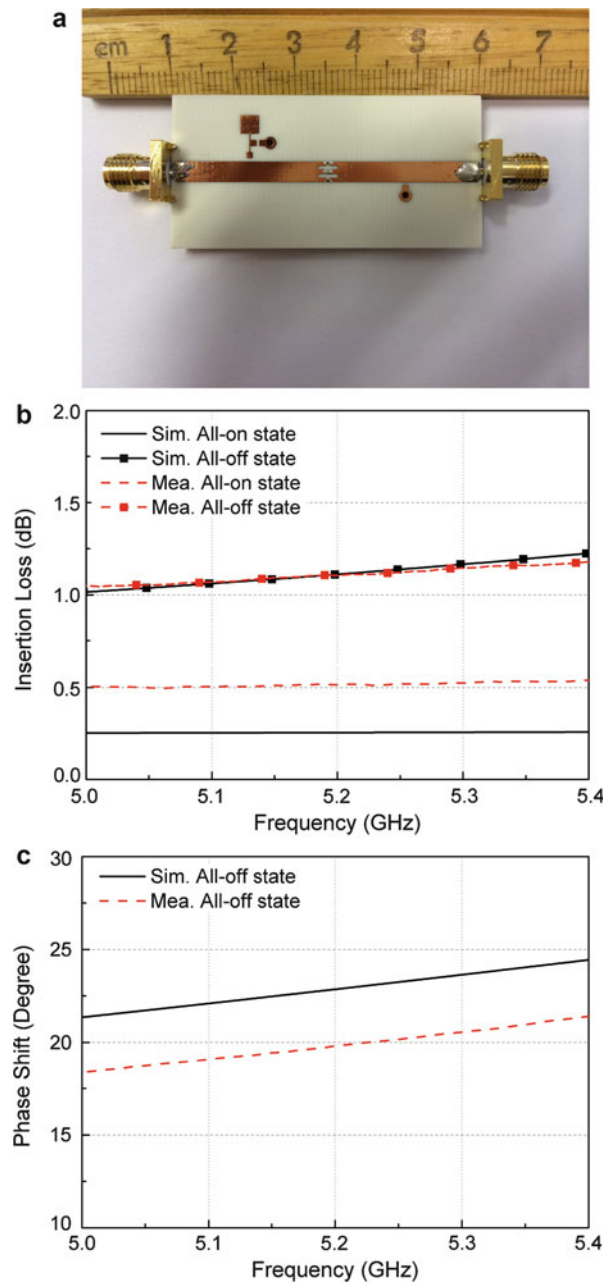 a
cm 1 2 3 4 5 6 7
b
2.0
1.5
1.0
0.5
0.0
Insertion Loss (dB)
Sim. All-on state
Sim. All-off state
Mea. All-on state
Mea. All-off state
5.0 5.1 5.2 5.3 5.4
Frequency (GHz)
c
30
25
20
15
10
Phase Shift (Degree)
Sim. All-off state
Mea. All-off state
5.0 5.1 5.2 5.3 5.4
Frequency (GHz)